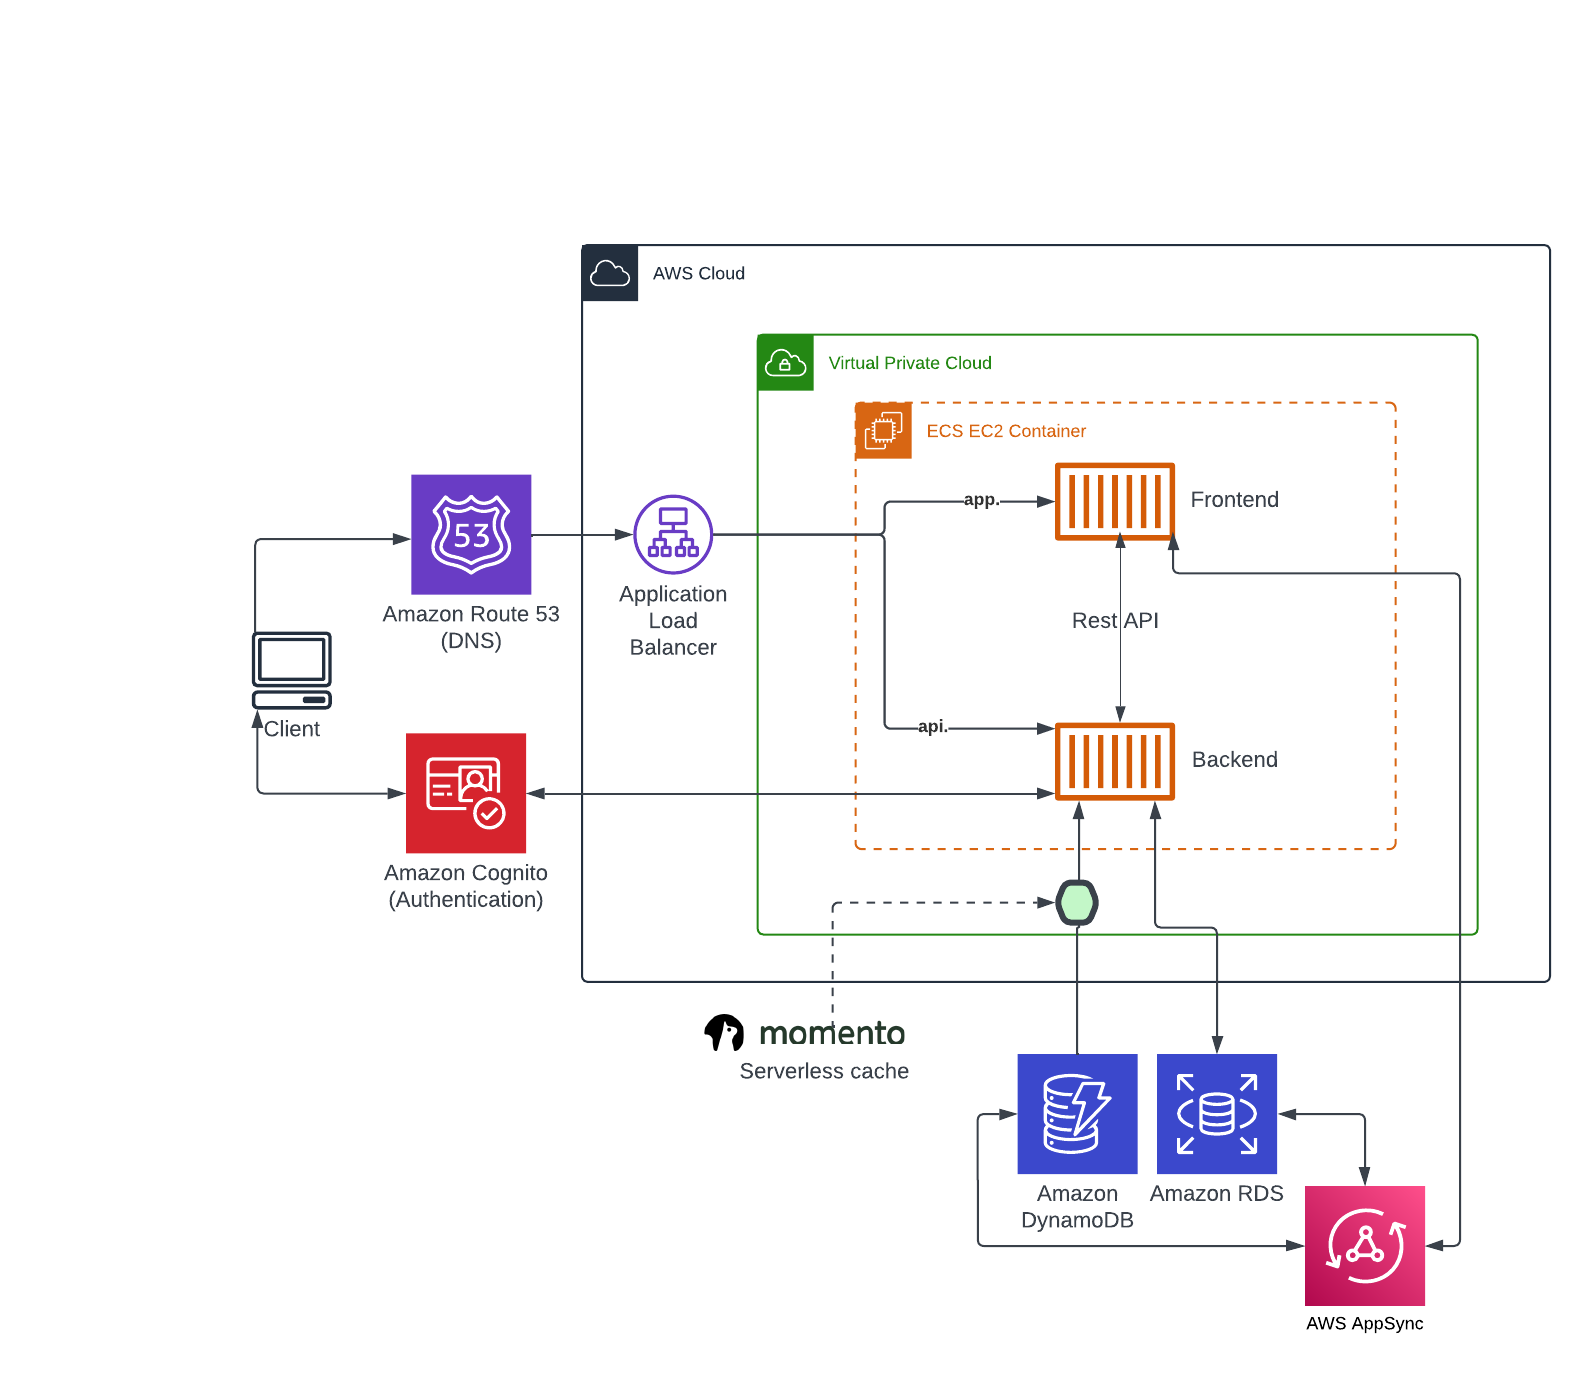 AWS Cloud
Virtual Private Cloud
ECS EC2 Container
app.
Frontend
53
Amazon Route 53
(DNS)
Application
Load
Balancer
Rest API
Client
api.
Backend
Amazon Cognito
(Authentication)
momento
Serverless cache
Amazon
DynamoDB
Amazon RDS
AWS AppSync